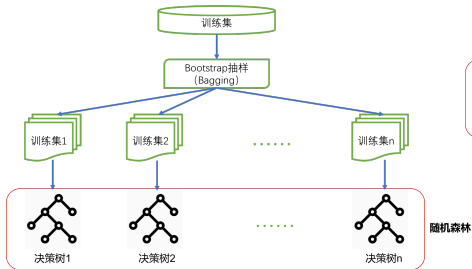 训练集
Bootstrap抽样
（Bagging）
训练集1
训练集2
……
训练集n
……
随机森林
决策树1
决策树2
决策树n